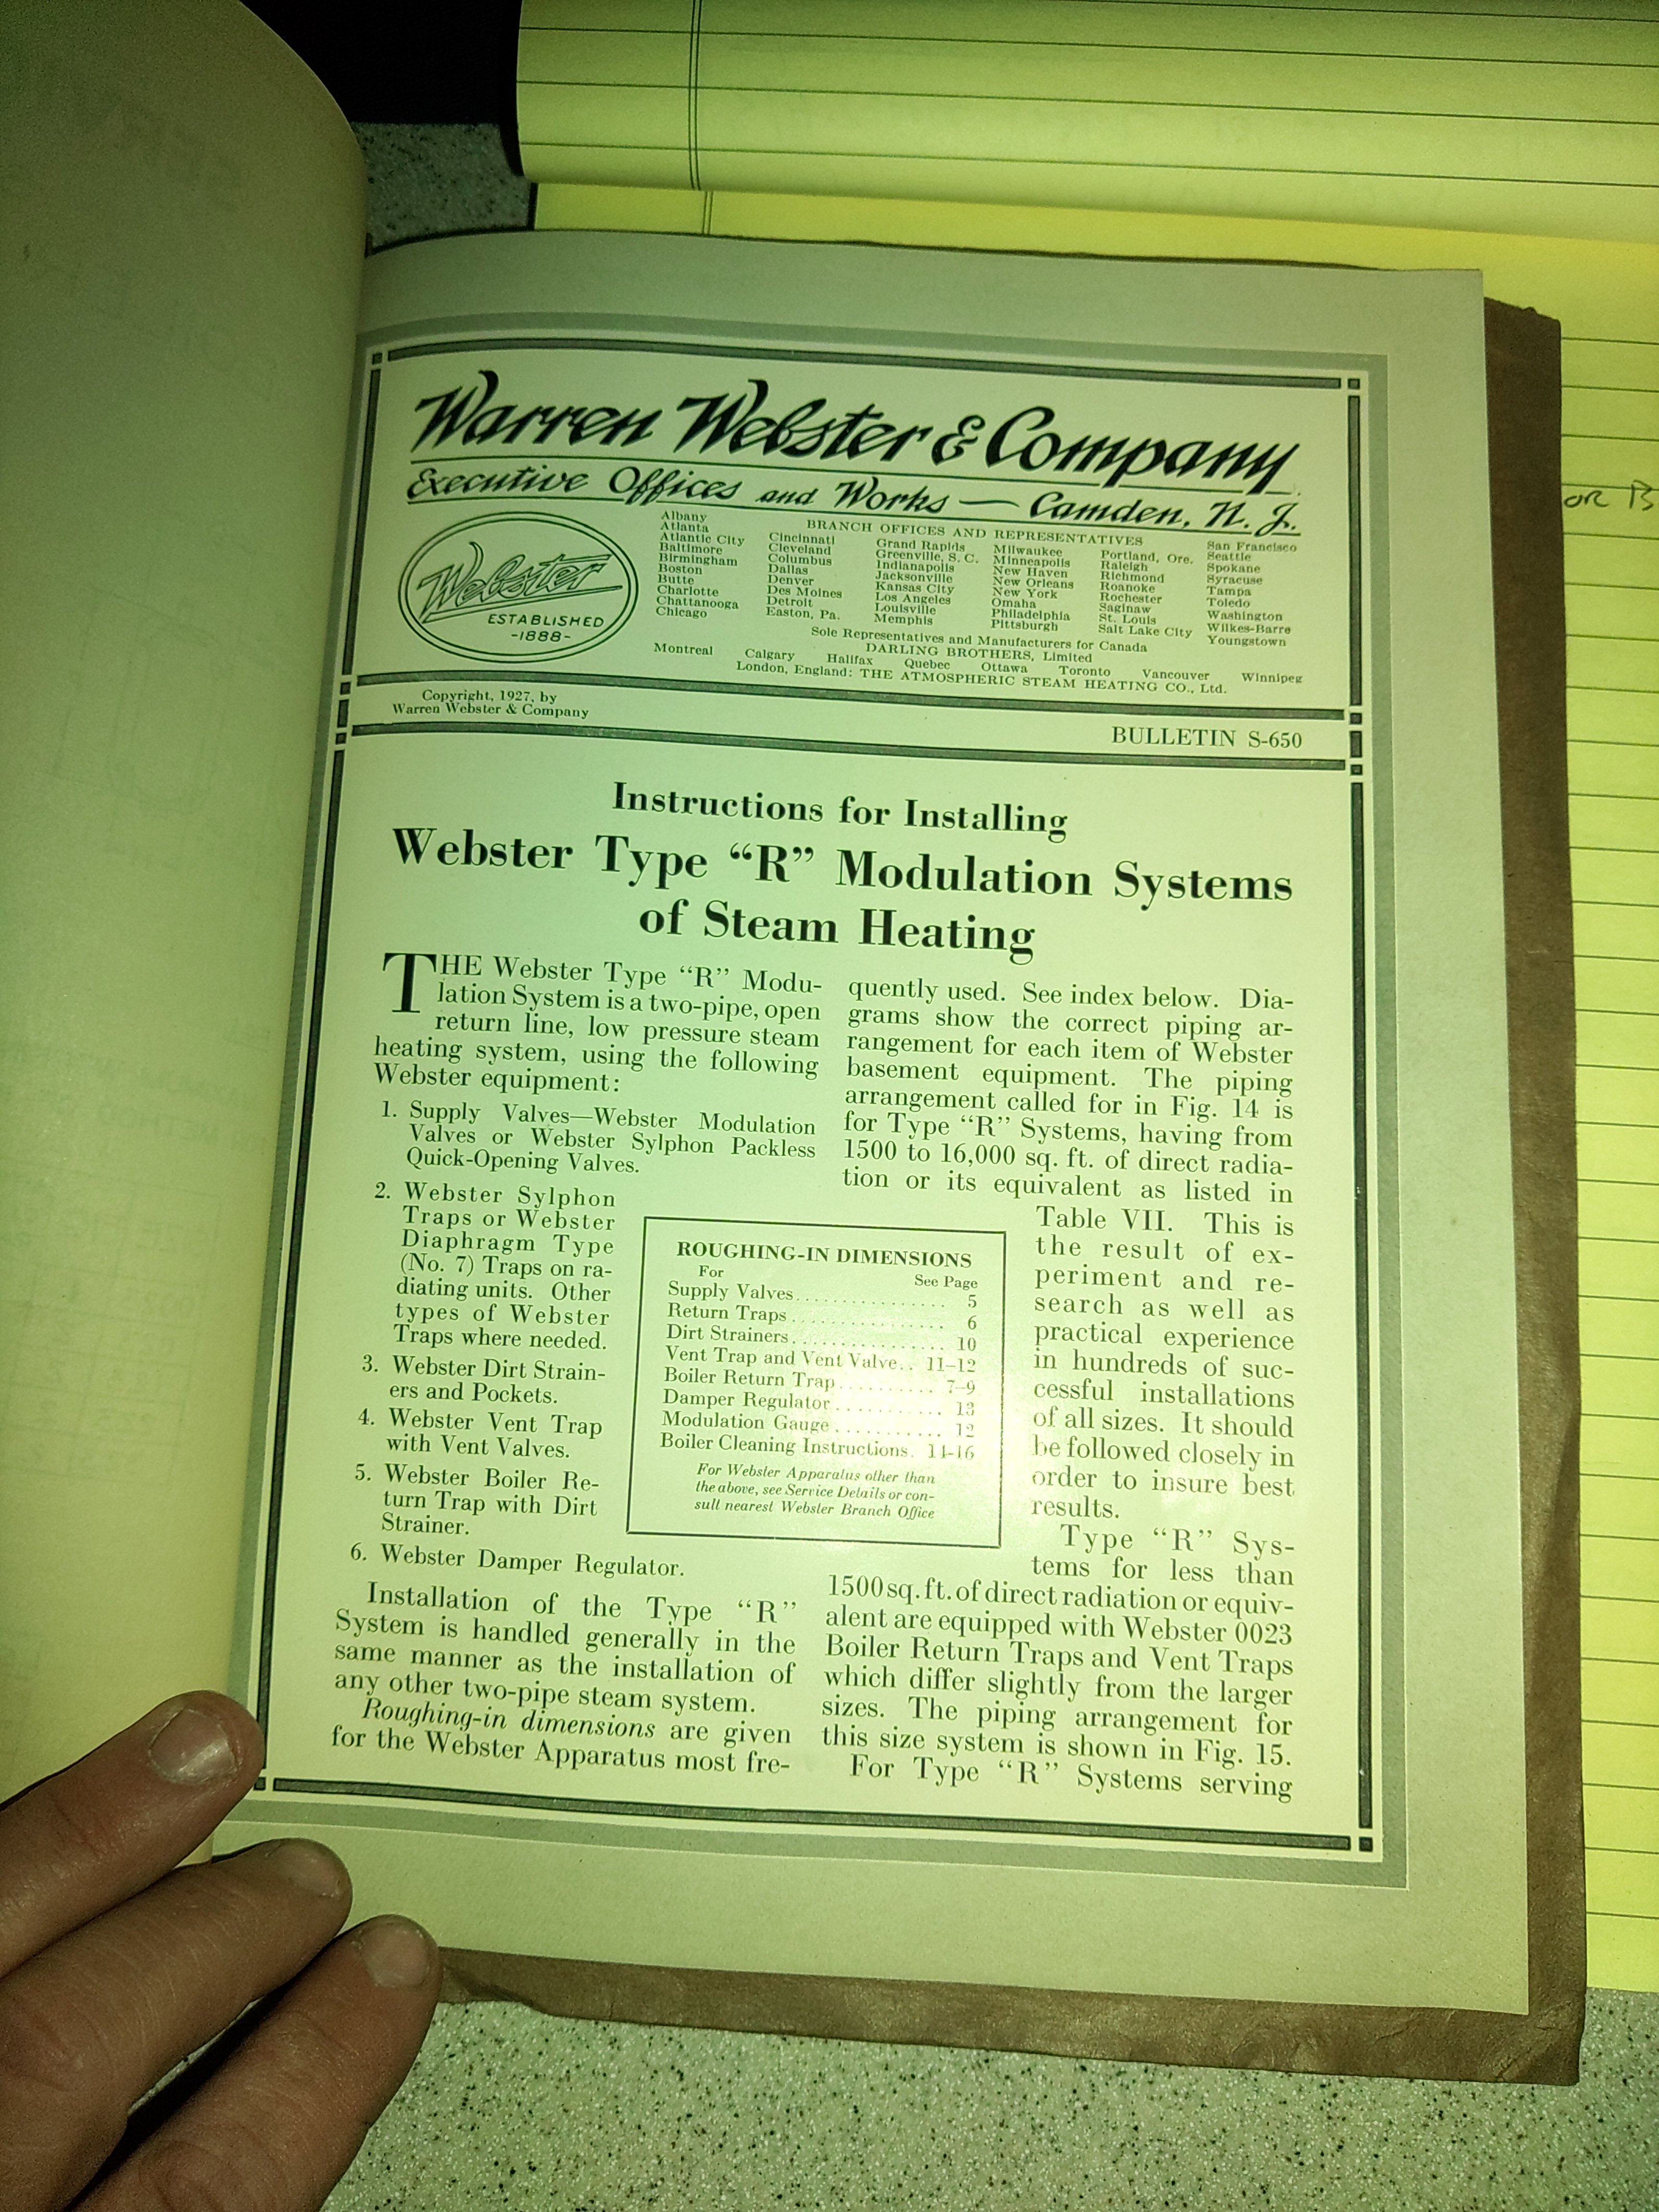 Warren Webster & Company
Executive Offices and Works — Camden, N. J.
Webster
ESTABLISHED
-1888-
BRANCH OFFICES AND REPRESENTATIVES
Albany
Atlanta
Atlantic City
Baltimore
Birmingham
Boston
Butte
Charlotte
Chattanooga
Chicago
Cincinnati
Cleveland
Columbus
Dallas
Denver
Des Moines
Detroit
Easton, Pa.
Grand Rapids
Greenville, S. C.
Indianapolis
Jacksonville
Kansas City
Los Angeles
Louisville
Memphis
Milwaukee
Minneapolis
New Haven
New Orleans
New York
Omaha
Philadelphia
Pittsburgh
Portland, Ore.
Raleigh
Richmond
Roanoke
Rochester
Saginaw
St. Louis
Salt Lake City
San Francisco
Seattle
Spokane
Syracuse
Tampa
Toledo
Washington
Wilkes-Barre
Youngstown
Sole Representatives and Manufacturers for Canada
DARLING BROTHERS, Limited
Montreal Calgary Halifax Quebec Ottawa Toronto Vancouver Winnipeg
London, England: THE ATMOSPHERIC STEAM HEATING CO., Ltd.
Copyright, 1927, by
Warren Webster & Company
BULLETIN S-650
Instructions for Installing
Webster Type “R” Modulation Systems
of Steam Heating
THE Webster Type “R” Modu-
lation System is a two-pipe, open
return line, low pressure steam
heating system, using the following
Webster equipment:
1. Supply Valves—Webster Modulation
Valves or Webster Sylphon Packless
Quick-Opening Valves.
2. Webster Sylphon
Traps or Webster
Diaphragm Type
(No. 7) Traps on ra-
diating units. Other
types of Webster
Traps where needed.
3. Webster Dirt Strain-
ers and Pockets.
4. Webster Vent Trap
with Vent Valves.
5. Webster Boiler Re-
turn Trap with Dirt
Strainer.
6. Webster Damper Regulator.
Installation of the Type “R”
System is handled generally in the
same manner as the installation of
any other two-pipe steam system.
Roughing-in dimensions are given
for the Webster Apparatus most fre-
ROUGHING-IN DIMENSIONS
For See Page
Supply Valves................ 5
Return Traps................ 6
Dirt Strainers................ 10
Vent Trap and Vent Valve.. 11–12
Boiler Return Trap.......... 7–9
Damper Regulator........... 13
Modulation Gauge........... 12
Boiler Cleaning Instructions. 14-16
For Webster Apparatus other than
the above, see Service Details or con-
sult nearest Webster Branch Office
quently used. See index below. Dia-
grams show the correct piping ar-
rangement for each item of Webster
basement equipment. The piping
arrangement called for in Fig. 14 is
for Type “R” Systems, having from
1500 to 16,000 sq. ft. of direct radia-
tion or its equivalent as listed in
Table VII. This is
the result of ex-
periment and re-
search as well as
practical experience
in hundreds of suc-
cessful installations
of all sizes. It should
be followed closely in
order to insure best
results.
Type “R” Sys-
tems for less than
1500 sq. ft. of direct radiation or equiv-
alent are equipped with Webster 0023
Boiler Return Traps and Vent Traps
which differ slightly from the larger
sizes. The piping arrangement for
this size system is shown in Fig. 15.
For Type “R” Systems serving
OR B